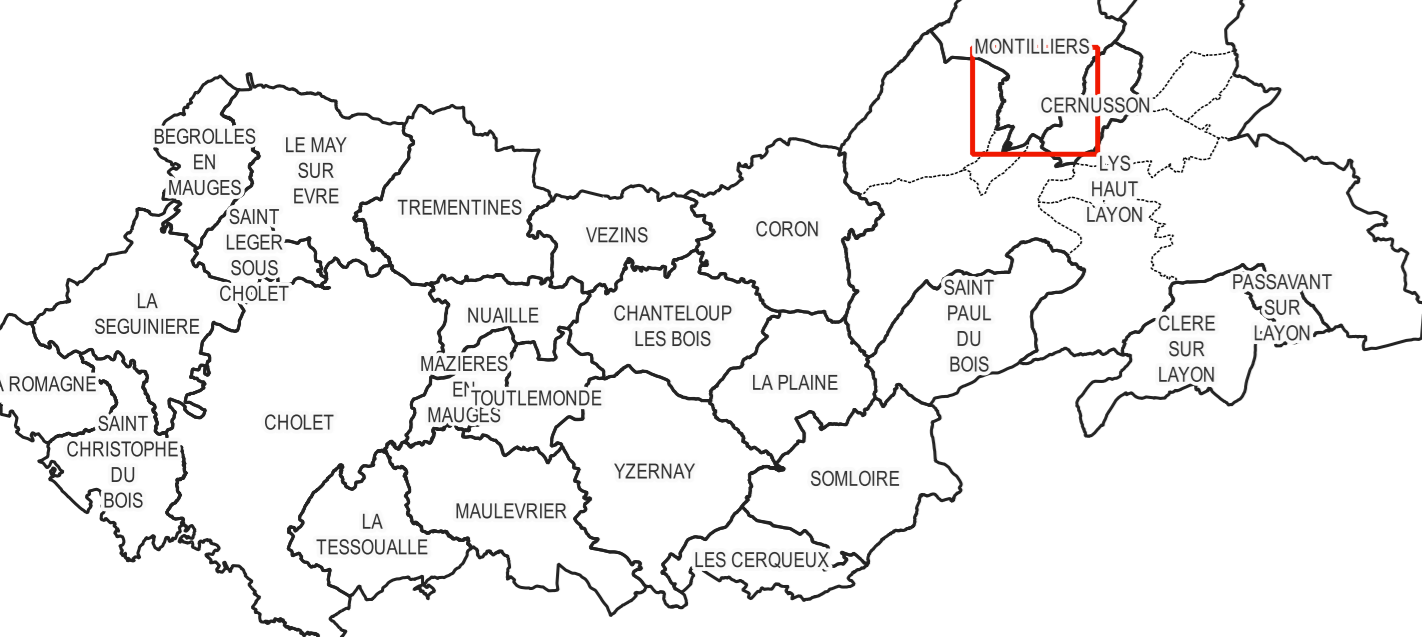 MONTILLIERS
CERNUSSON
BEGROLLES
EN
MAUGES
LE MAY
SUR
EVRE
LYS
HAUT
LAYON
TREMENTINES
SAINT
LEGER
SOUS
CHOLET
VEZINS
CORON
LA
SEGUINIERE
NUAILLE
CHANTELOUP
LES BOIS
SAINT
PAUL
DU
BOIS
PASSAVANT
SUR
LAYON
CLERE
SUR
LAYON
MAZIERES
EN
MAUGES
TOUTLEMONDE
LA PLAINE
A ROMAGNE
SAINT
CHRISTOPHE
DU
BOIS
CHOLET
YZERNAY
SOMLOIRE
MAULEVRIER
LA
TESSOUALLE
LES CERQUEUX